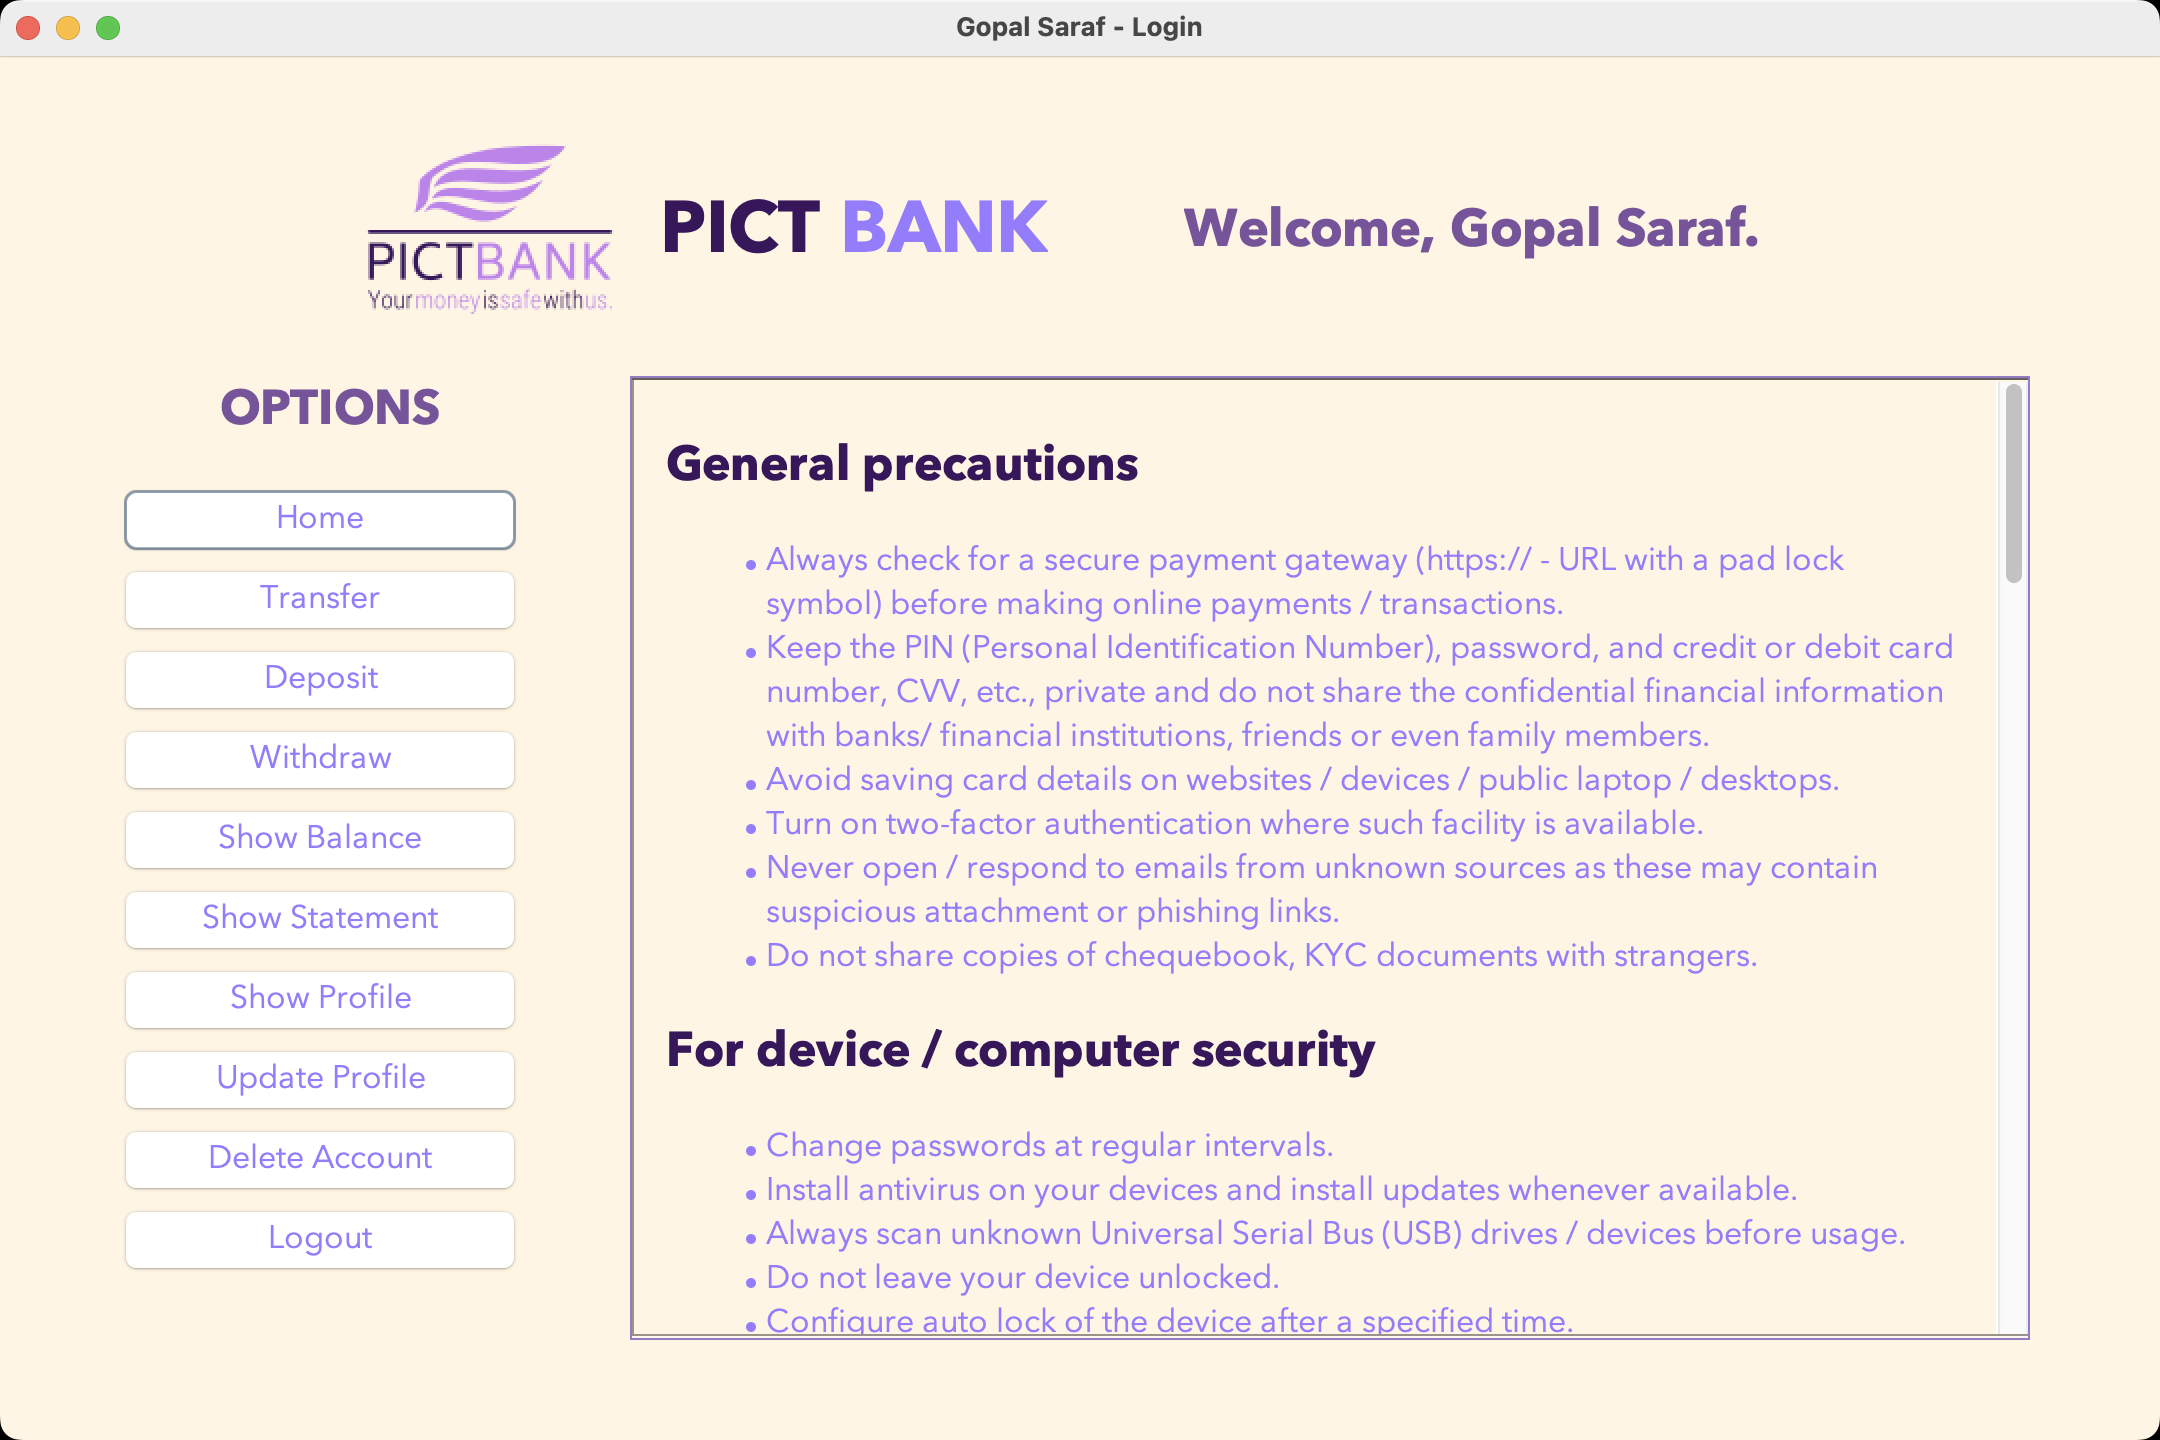 Gopal Saraf - Login
PICTBANK
Yourmoneyissafewithus.
PICT BANK
Welcome, Gopal Saraf.
OPTIONS
Home
Transfer
Deposit
Withdraw
Show Balance
Show Statement
Show Profile
Update Profile
Delete Account
Logout
General precautions
• Always check for a secure payment gateway (https:// - URL with a pad lock
symbol) before making online payments / transactions.
• Keep the PIN (Personal Identification Number), password, and credit or debit card
number, CVV, etc., private and do not share the confidential financial information
with banks/ financial institutions, friends or even family members.
• Avoid saving card details on websites / devices / public laptop / desktops.
• Turn on two-factor authentication where such facility is available.
• Never open / respond to emails from unknown sources as these may contain
suspicious attachment or phishing links.
• Do not share copies of chequebook, KYC documents with strangers.
For device / computer security
• Change passwords at regular intervals.
• Install antivirus on your devices and install updates whenever available.
• Always scan unknown Universal Serial Bus (USB) drives / devices before usage.
• Do not leave your device unlocked.
• Configure auto lock of the device after a specified time.